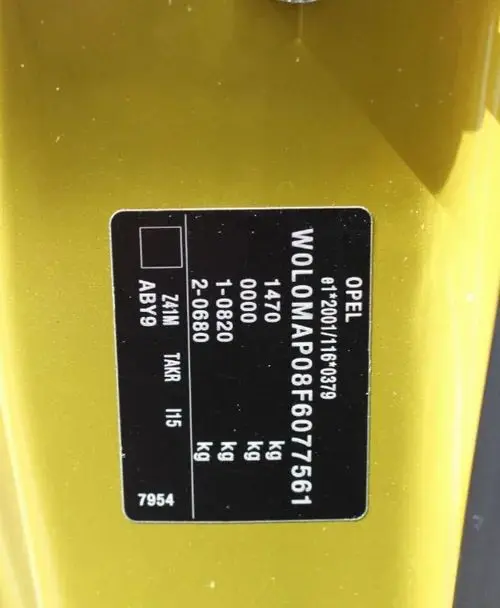 OPEL
e1*2001/116*0379
W0L0MAP08F6077561
1470 kg
0000 kg
1-0820 kg
2-0680 kg
Z41M TAKR I15
ABY9 7954